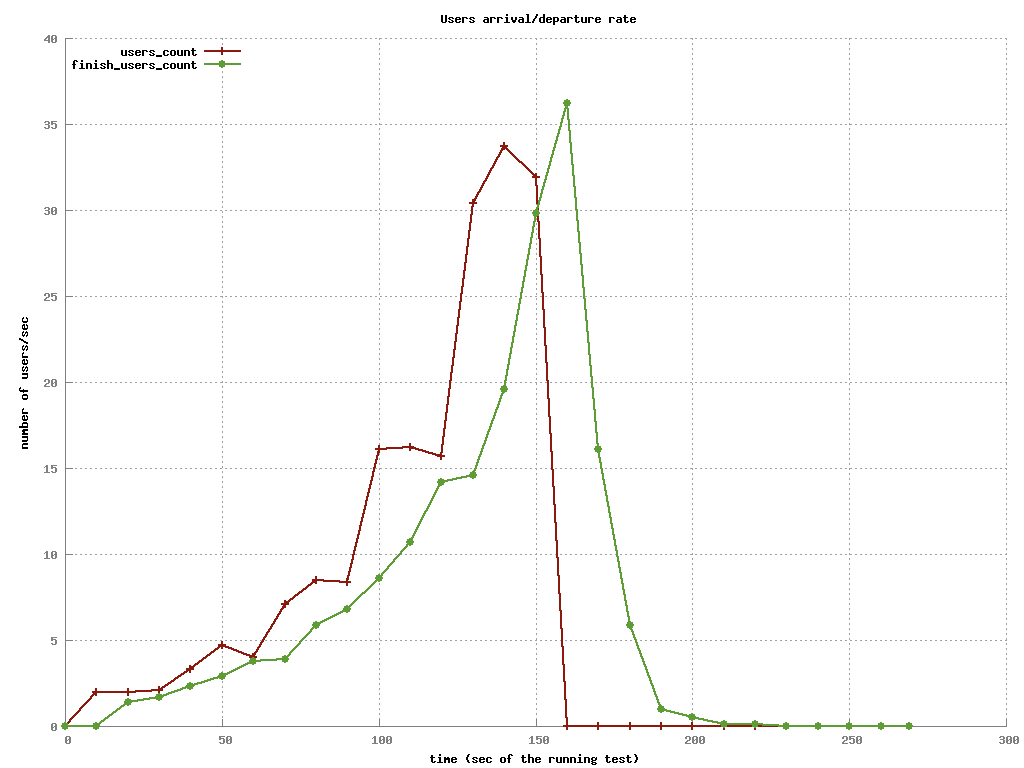 Users arrival/departure rate
40
users_count
finish_users_count
35
30
25
number of users/sec
20
15
10
5
0
0 50 100 150 200 250 300
time (sec of the running test)